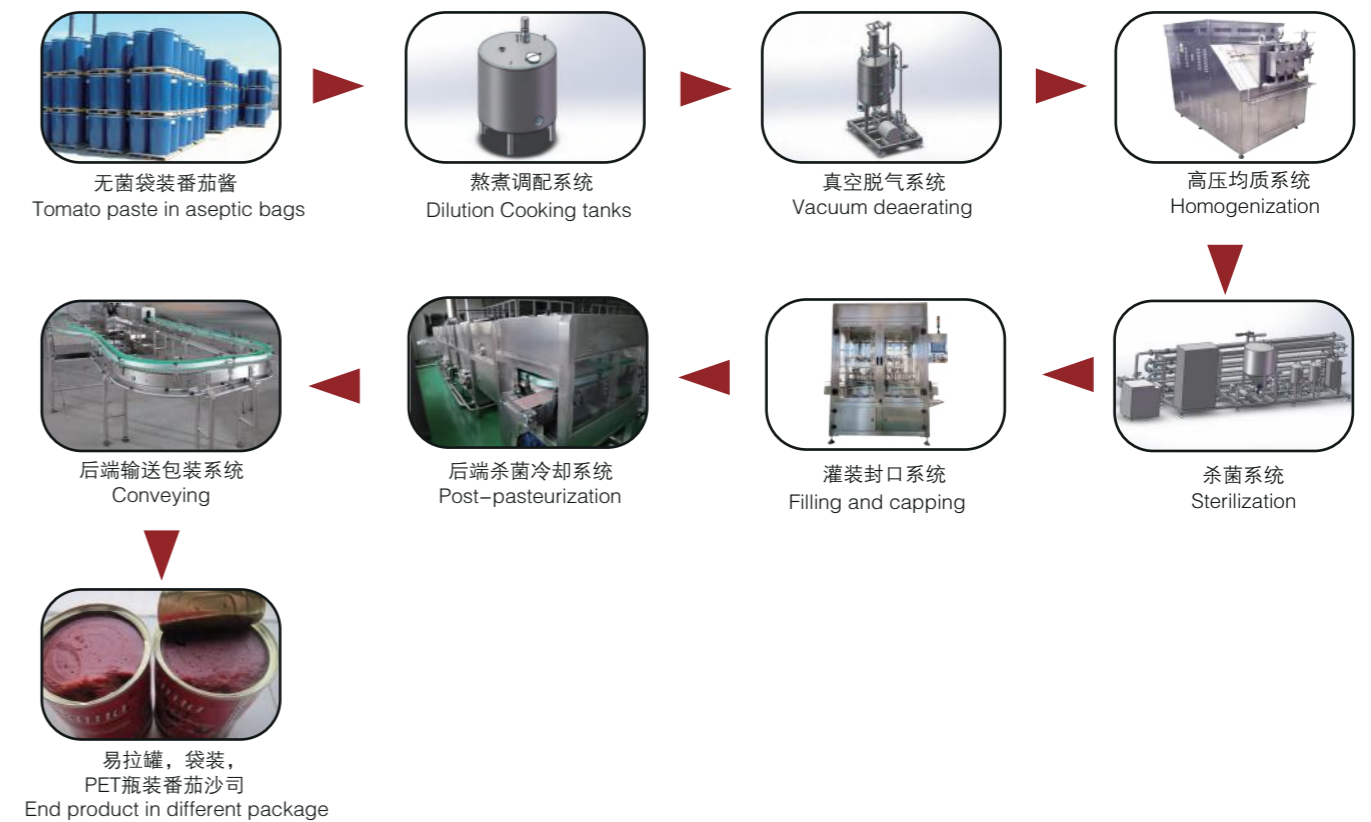 无菌袋装番茄酱
Tomato paste in aseptic bags
熬煮调配系统
Dilution Cooking tanks
真空脱气系统
Vacuum deaerating
高压均质系统
Homogenization
杀菌系统
Sterilization
灌装封口系统
Filling and capping
后端杀菌冷却系统
Post-pasteurization
后端输送包装系统
Conveying
易拉罐，袋装，
PET瓶装番茄沙司
End product in different package